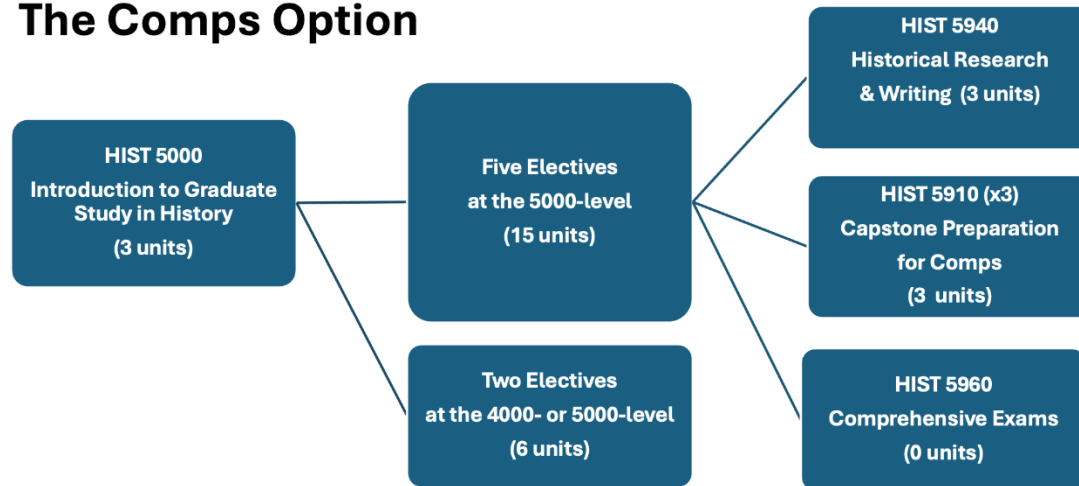 The Comps Option
HIST 5000
Introduction to Graduate
Study in History
(3 units)
Five Electives
at the 5000-level
(15 units)
Two Electives
at the 4000- or 5000-level
(6 units)
HIST 5940
Historical Research
& Writing  (3 units)
HIST 5910 (x3)
Capstone Preparation
for Comps
(3  units)
HIST 5960
Comprehensive Exams
(0 units)